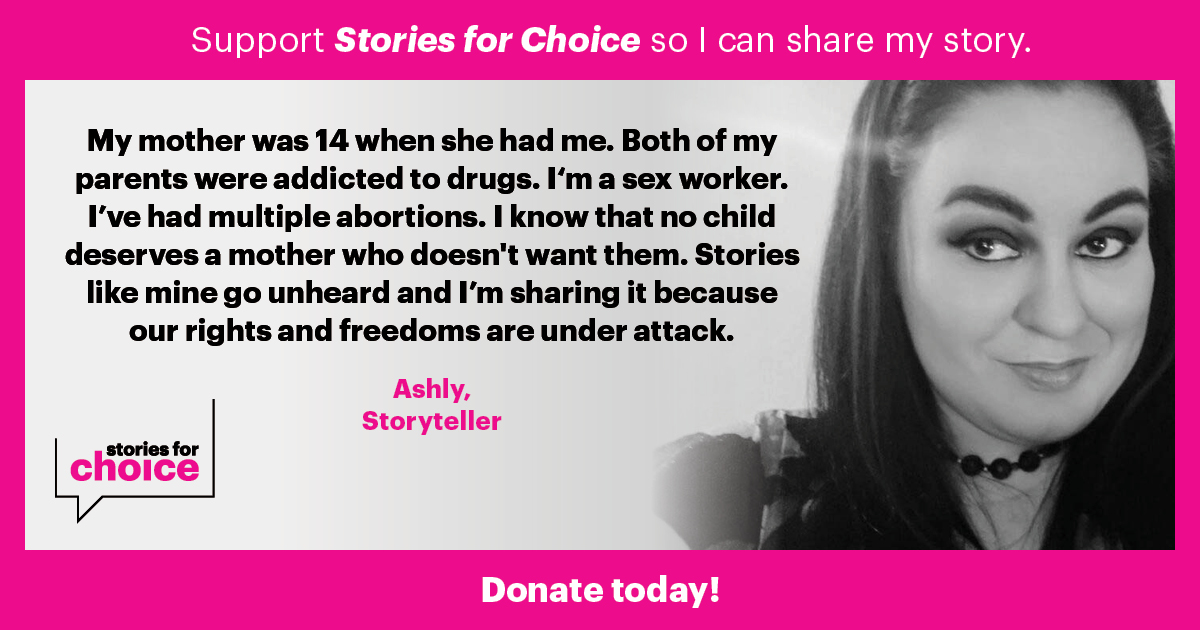 Support Stories for Choice so I can share my story.
My mother was 14 when she had me. Both of my
parents were addicted to drugs. I‘m a sex worker.
I’ve had multiple abortions. I know that no child
deserves a mother who doesn't want them. Stories
like mine go unheard and I’m sharing it because
our rights and freedoms are under attack.
Ashly,
Storyteller
stories for
choice
Donate today!